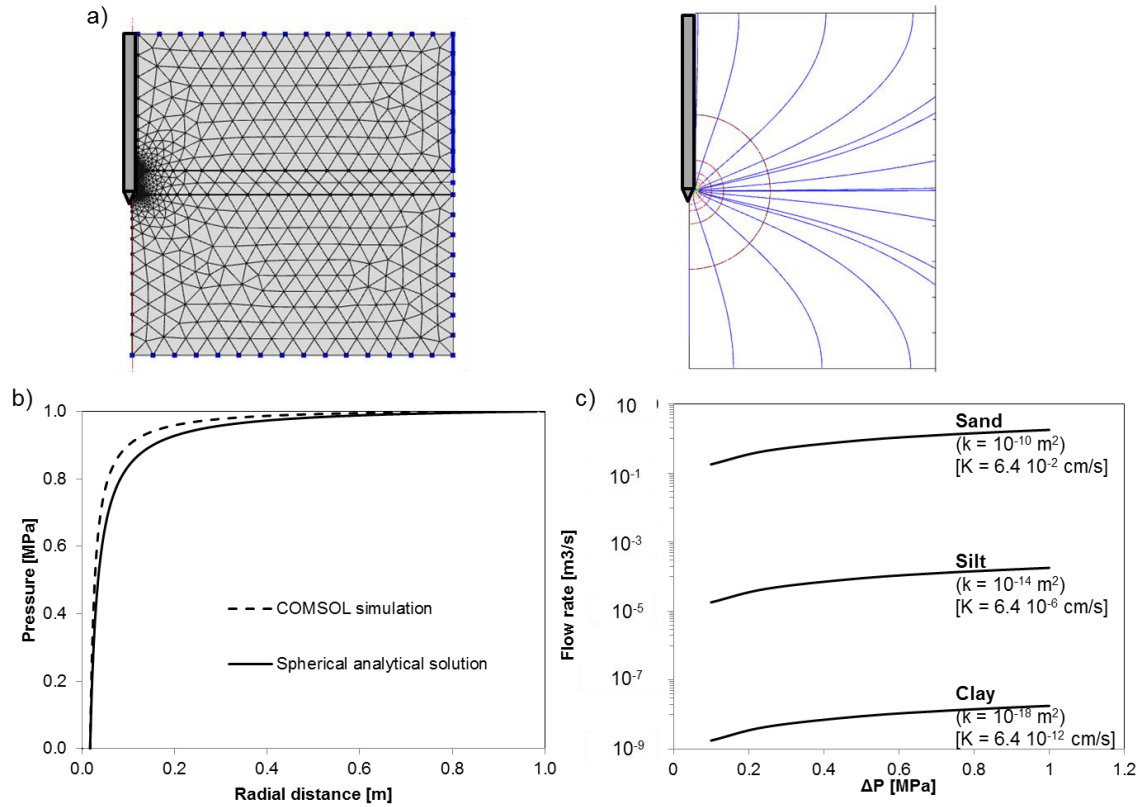 a)
b)
1.0
0.8
0.6
0.4
0.2
0.0
Pressure [MPa]
COMSOL simulation
Spherical analytical solution
0.0 0.2 0.4 0.6 0.8 1.0
Radial distance [m]
c)
10
10-1
10-3
10-5
10-7
10-9
Flow rate [m3/s]
Sand
(k = 10-10 m2)
[K = 6.4 10-2 cm/s]
Silt
(k = 10-14 m2)
[K = 6.4 10-6 cm/s]
Clay
(k = 10-18 m2)
[K = 6.4 10-12 cm/s]
0 0.2 0.4 0.6 0.8 1 1.2
ΔP [MPa]